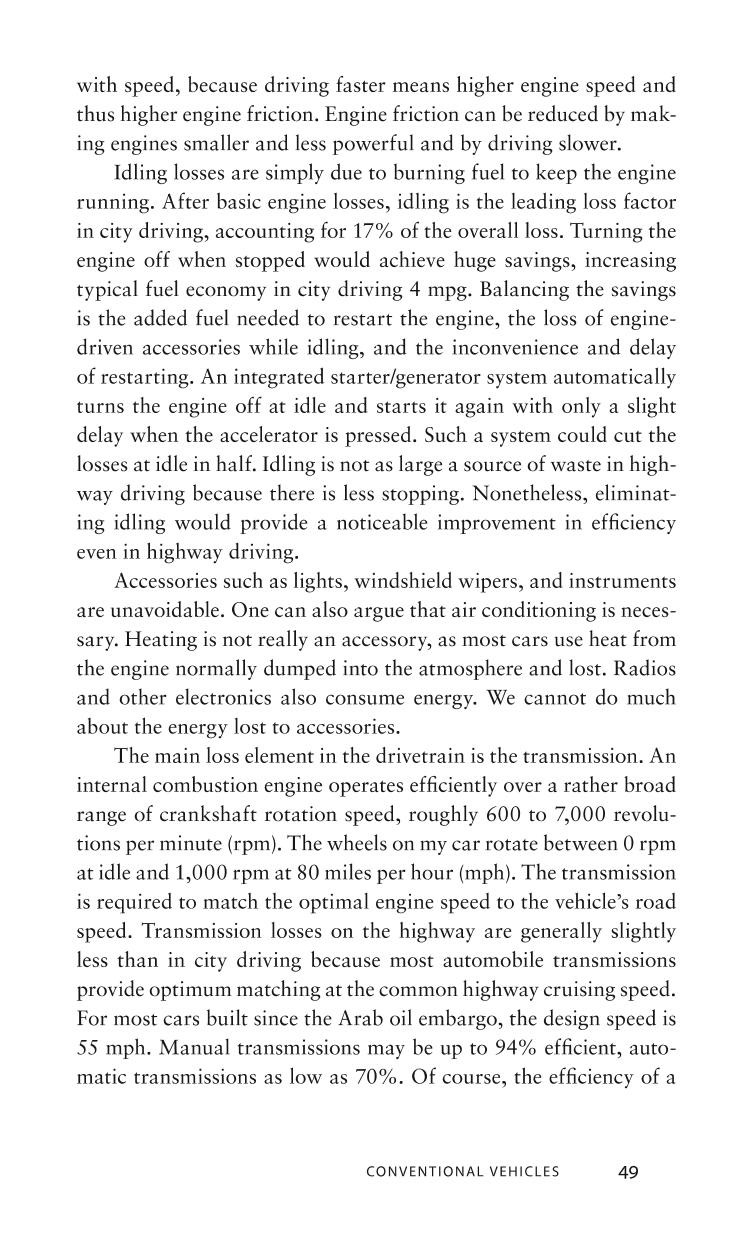 with speed, because driving faster means higher engine speed and
thus higher engine friction. Engine friction can be reduced by mak-
ing engines smaller and less powerful and by driving slower.
Idling losses are simply due to burning fuel to keep the engine
running. After basic engine losses, idling is the leading loss factor
in city driving, accounting for 17% of the overall loss. Turning the
engine off when stopped would achieve huge savings, increasing
typical fuel economy in city driving 4 mpg. Balancing the savings
is the added fuel needed to restart the engine, the loss of engine-
driven accessories while idling, and the inconvenience and delay
of restarting. An integrated starter/generator system automatically
turns the engine off at idle and starts it again with only a slight
delay when the accelerator is pressed. Such a system could cut the
losses at idle in half. Idling is not as large a source of waste in high-
way driving because there is less stopping. Nonetheless, eliminat-
ing idling would provide a noticeable improvement in efficiency
even in highway driving.
Accessories such as lights, windshield wipers, and instruments
are unavoidable. One can also argue that air conditioning is neces-
sary. Heating is not really an accessory, as most cars use heat from
the engine normally dumped into the atmosphere and lost. Radios
and other electronics also consume energy. We cannot do much
about the energy lost to accessories.
The main loss element in the drivetrain is the transmission. An
internal combustion engine operates efficiently over a rather broad
range of crankshaft rotation speed, roughly 600 to 7,000 revolu-
tions per minute (rpm). The wheels on my car rotate between 0 rpm
at idle and 1,000 rpm at 80 miles per hour (mph). The transmission
is required to match the optimal engine speed to the vehicle's road
speed. Transmission losses on the highway are generally slightly
less than in city driving because most automobile transmissions
provide optimum matching at the common highway cruising speed.
For most cars built since the Arab oil embargo, the design speed is
55 mph. Manual transmissions may be up to 94% efficient, auto-
matic transmissions as low as 70%. Of course, the efficiency of a
CONVENTIONAL VEHICLES 49